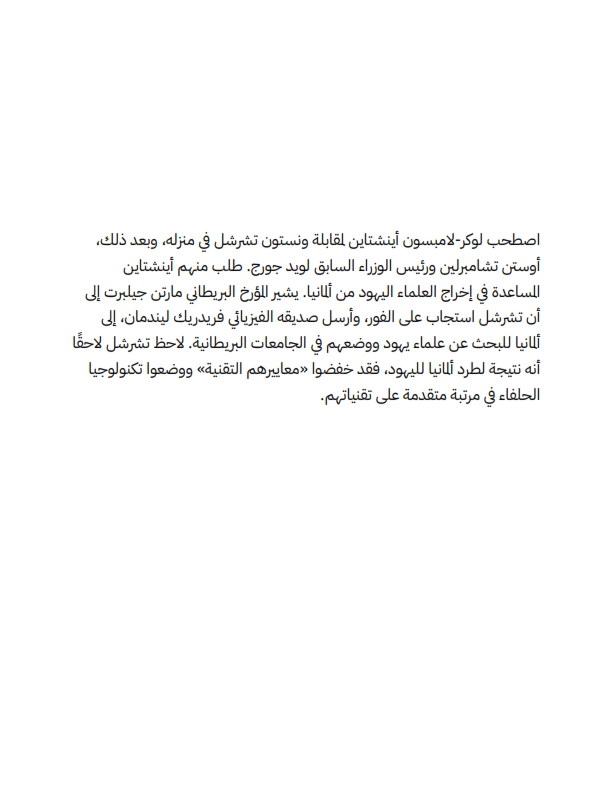 اصطحب لوكر-لامبسون أينشتاين لمقابلة ونستون تشرشل في منزله، وبعد ذلك،
أوستن تشامبرلين ورئيس الوزراء السابق لويد جورج. طلب منهم أينشتاين
المساعدة في إخراج العلماء اليهود من ألمانيا. يشير المؤرخ البريطاني مارتن جيلبرت إلى
أن تشرشل استجاب على الفور، وأرسل صديقه الفيزيائي فريدريك ليندمان، إلى
ألمانيا للبحث عن علماء يهود ووضعهم في الجامعات البريطانية. لاحظ تشرشل لاحقًا
أنه نتيجة لطرد ألمانيا لليهود، فقد خفضوا «معاييرهم التقنية» ووضعوا تكنولوجيا
الحلفاء في مرتبة متقدمة على تقنياتهم.